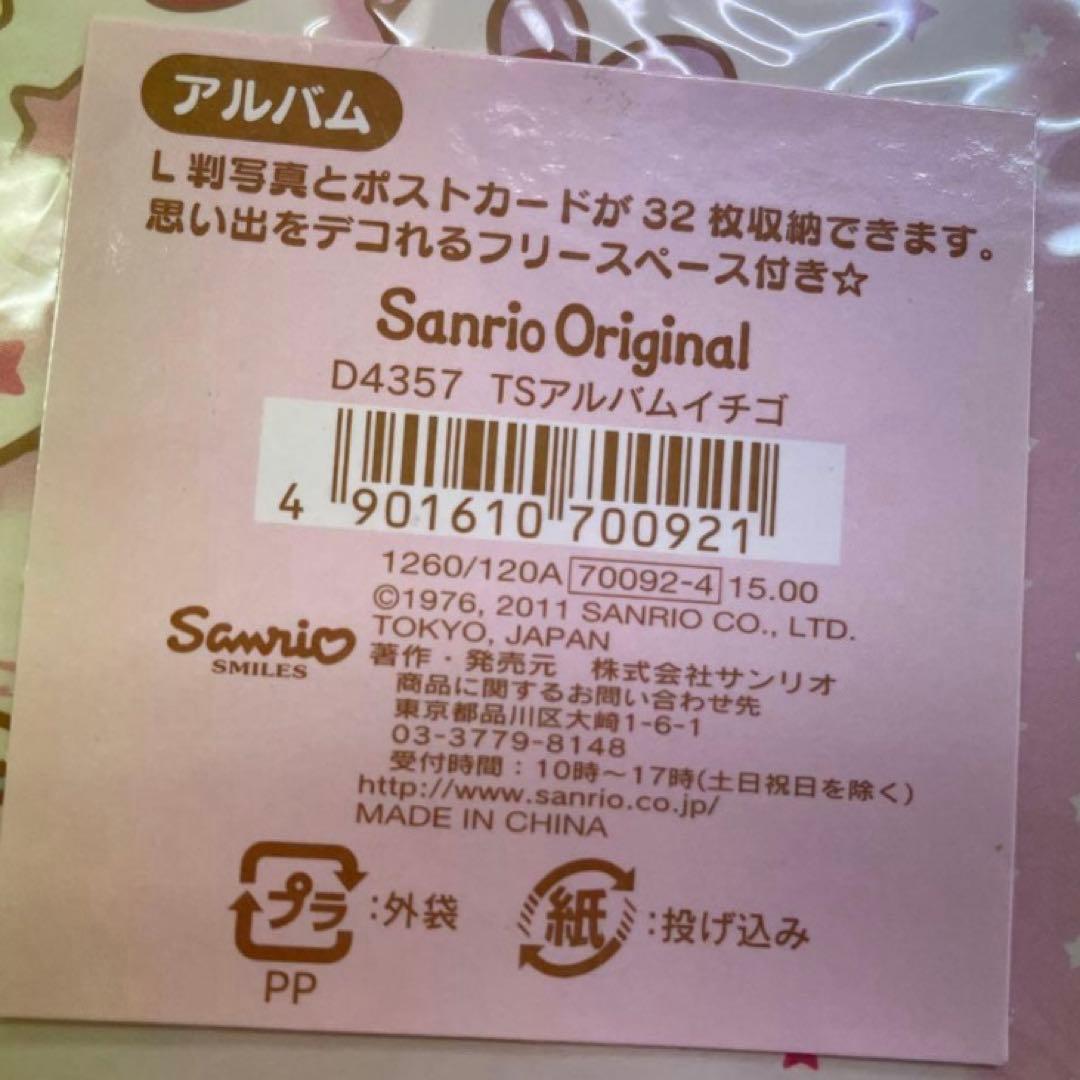 アルバム
L判写真とポストカードが32枚収納できます。
思い出をデコれるフリースペース付き☆
Sanrio Original
D4357 TSアルバムイチゴ
4 901610 700921
1260/120A 70092-4 15.00
©1976, 2011 SANRIO CO., LTD.
TOKYO, JAPAN
Sanrio
SMILES
著作・発売元 株式会社サンリオ
商品に関するお問い合わせ先
東京都品川区大崎1-6-1
03-3779-8148
受付時間：10時～17時(土日祝日を除く)
http://www.sanrio.co.jp/
MADE IN CHINA
プラ：外袋
PP
紙：投げ込み